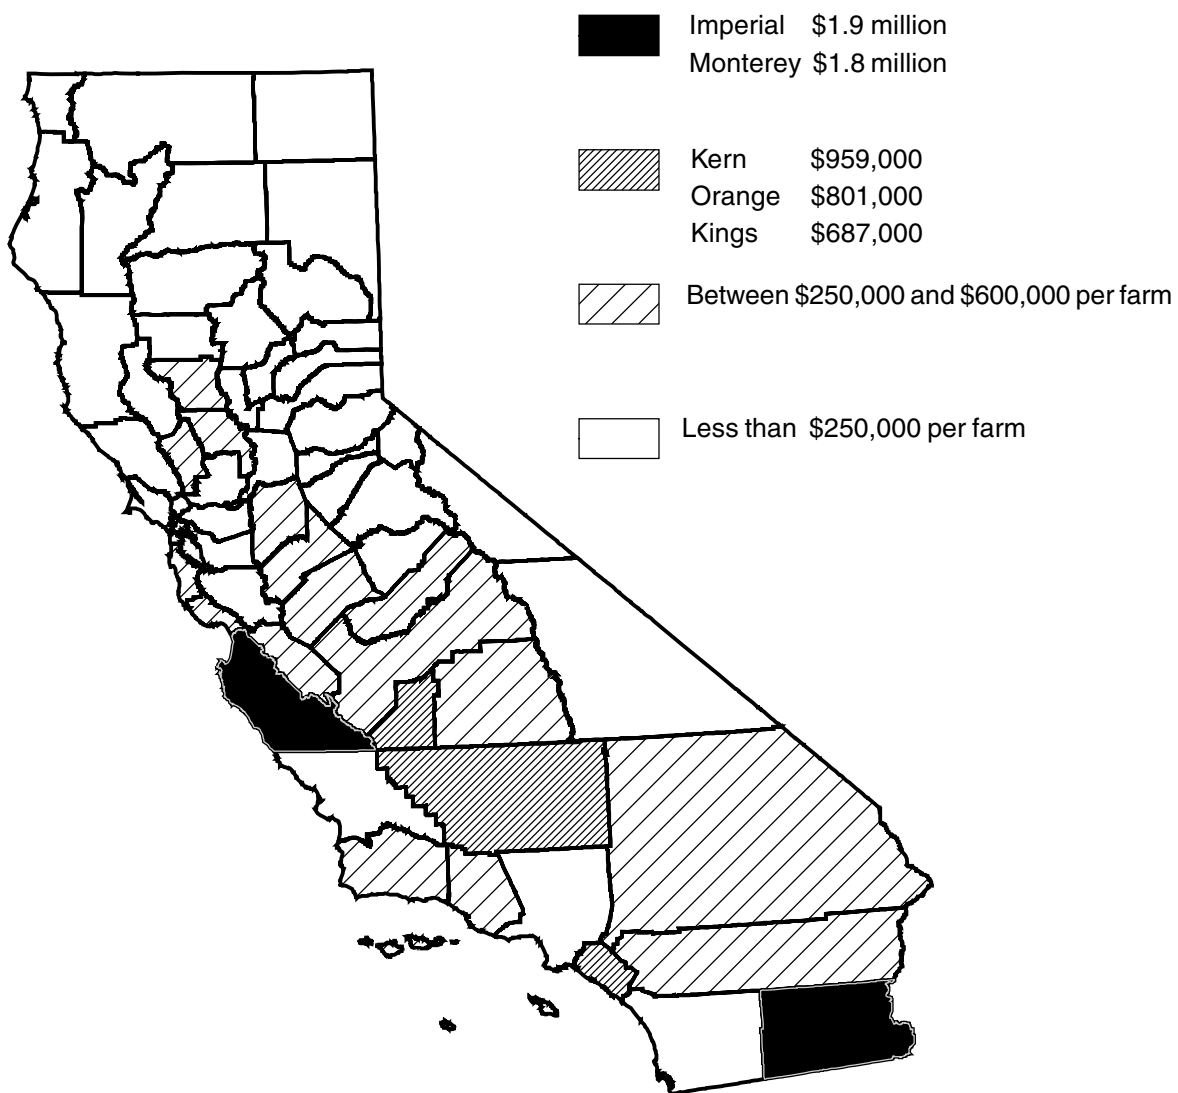 Imperial $1.9 million
Monterey $1.8 million
Kern $959,000
Orange $801,000
Kings $687,000
Between $250,000 and $600,000 per farm
Less than $250,000 per farm